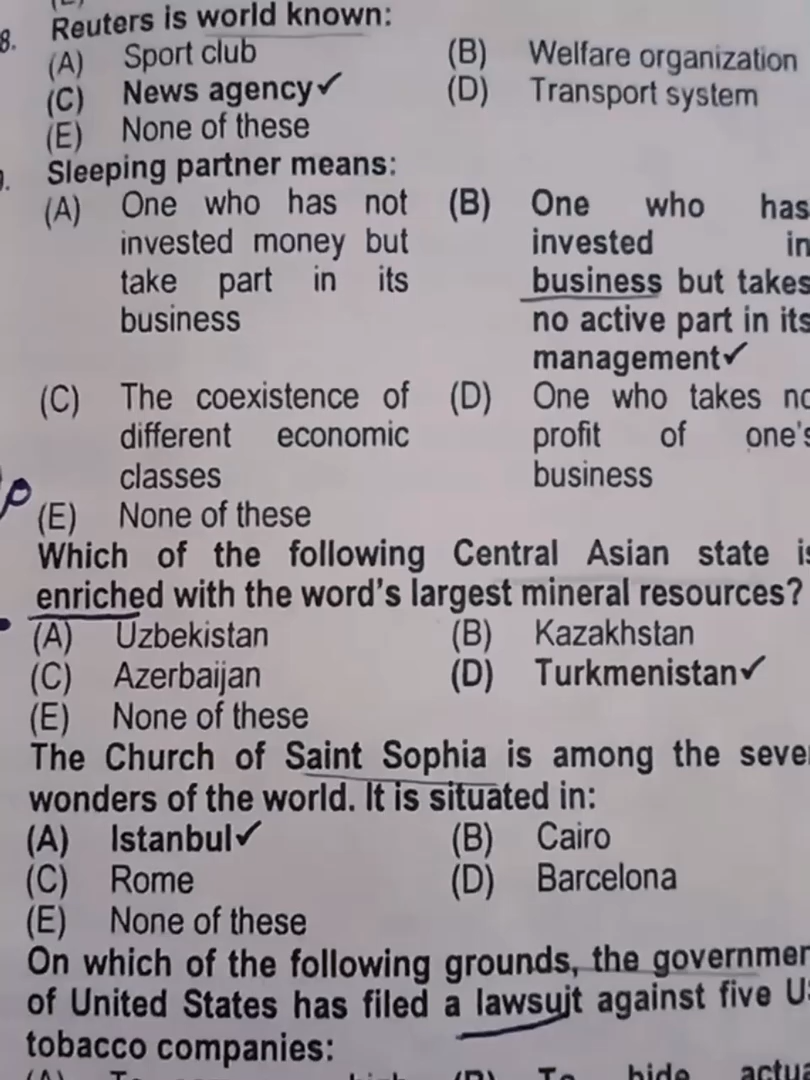 8. Reuters is world known:
(A) Sport club (B) Welfare organization
(C) News agency✓ (D) Transport system
(E) None of these
Sleeping partner means:
(A) One who has not (B) One who has
invested money but invested in
take part in its business but takes
business no active part in its
management✓
(C) The coexistence of (D) One who takes no
different economic profit of one's
classes business
(E) None of these
Which of the following Central Asian state is
enriched with the word's largest mineral resources?
(A) Uzbekistan (B) Kazakhstan
(C) Azerbaijan (D) Turkmenistan✓
(E) None of these
The Church of Saint Sophia is among the seve
wonders of the world. It is situated in:
(A) Istanbul✓ (B) Cairo
(C) Rome (D) Barcelona
(E) None of these
On which of the following grounds, the governmen
of United States has filed a lawsuit against five U
tobacco companies:
(A) To (B) To hide actua